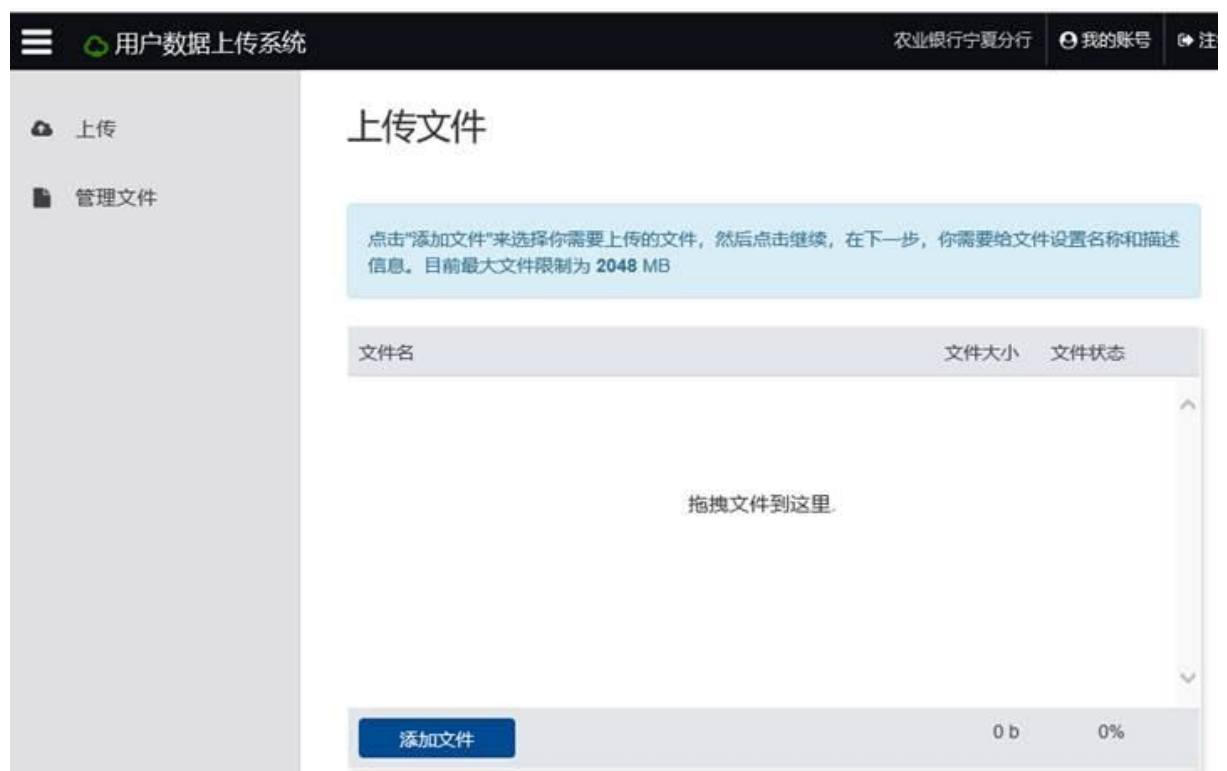 用户数据上传系统
农业银行宁夏分行
我的账号
注
上传
管理文件
上传文件
点击"添加文件"来选择你需要上传的文件，然后点击继续，在下一步，你需要给文件设置名称和描述
信息。目前最大文件限制为 2048 MB
文件名 文件大小 文件状态
拖拽文件到这里.
添加文件 0 b 0%